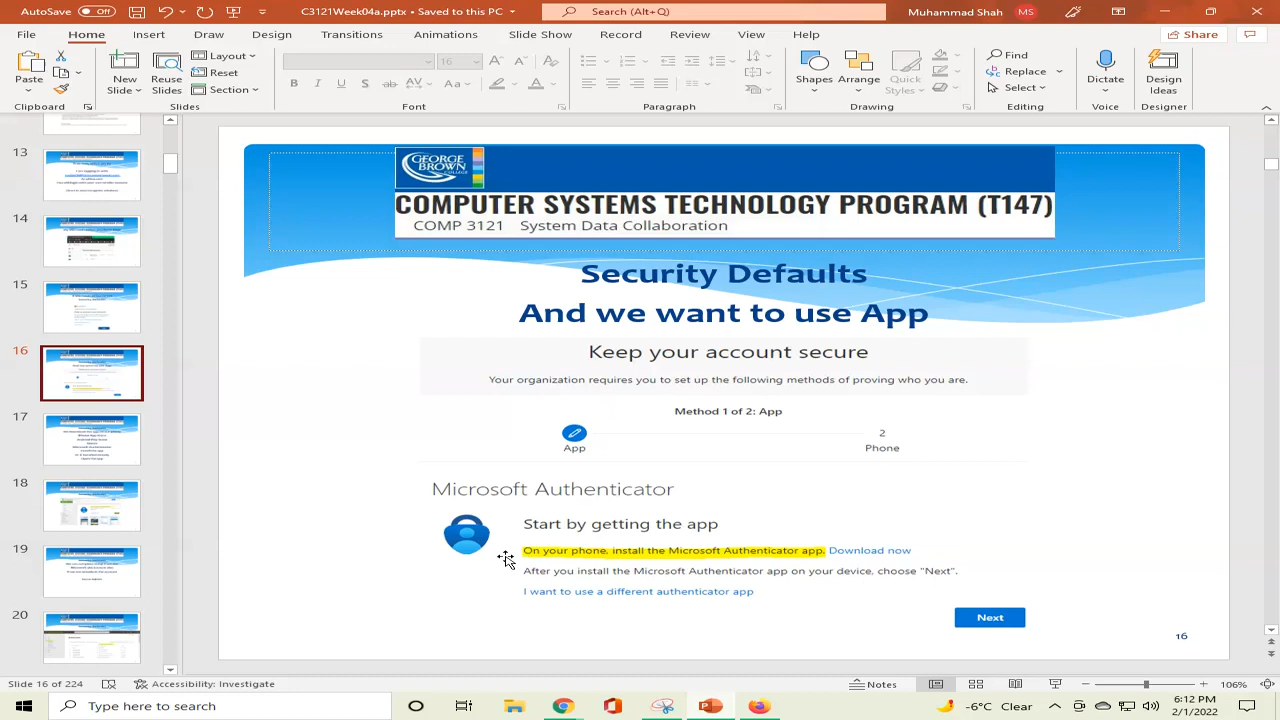 AutoSave Off C3121Week04a.pptx • Saved to this PC Search (Alt+Q) Muhammad Shah MS
File Home Insert Draw Design Transitions Animations Slide Show Record Review View Help Share
Paste New Slide Reuse Slides Layout Reset Section Shapes Arrange Quick Styles Find Replace Select Dictate Design Ideas
Clipboard Slides Font Paragraph Drawing Editing Voice Designer
13
14
15
16
17
18
19
20
GEORGE BROWN COLLEGE
COMPUTER SYSTEMS TECHNOLOGY PROGRAM (T147)
COMP 3121 System Data Collaboration
Security Defaults
And we want to use App
Keep your account secure
Your organization requires you to set up the following methods of proving who you are.
Method 1 of 2: App
2
App Phone
Microsoft Authenticator
Start by getting the app
On your phone, install the Microsoft Authenticator app. Download now
After you install the Microsoft Authenticator app on your device, choose "Next".
I want to use a different authenticator app
Next
16
Slide 16 of 224 Accessibility: Investigate Notes 106%
Type here to search -6°C Clear 6:12 PM
2/1/2022